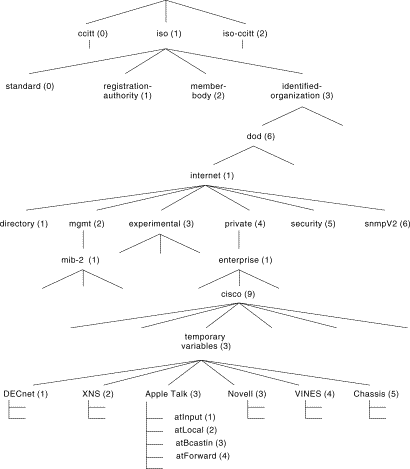 ccitt (0) iso (1) iso-ccitt (2)
standard (0) registration- member- identified-
authority (1) body (2) organization (3)
dod (6)
internet (1)
directory (1) mgmt (2) experimental (3) private (4) security (5) snmpV2 (6)
mib-2 (1) enterprise (1)
cisco (9)
temporary
variables (3)
DECnet (1) XNS (2) Apple Talk (3) Novell (3) VINES (4) Chassis (5)
atInput (1)
atLocal (2)
atBcastin (3)
atForward (4)